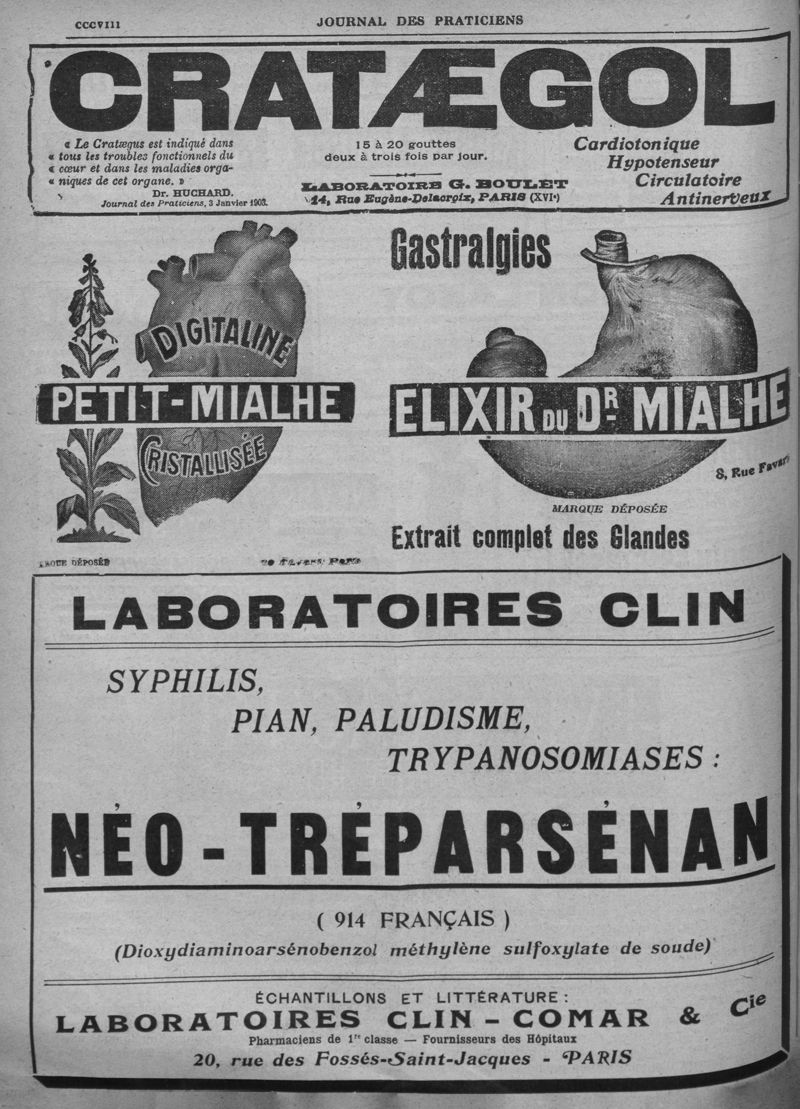 CCCVIII
JOURNAL DES PRATICIENS
CRATÆGOL
« Le Cratægus est indiqué dans
« tous les troubles fonctionnels du
« cœur et dans les maladies orga-
« niques de cet organe. »
Dr. HUCHARD.
Journal des Praticiens, 3 Janvier 1903.
15 à 20 gouttes
deux à trois fois par jour.
LABORATOIRE G. BOULET
14, Rue Eugène-Delacroix, PARIS (XVIe)
Cardiotonique
Hypotenseur
Circulatoire
Antinerveux
DIGITALINE
PETIT-MIALHE
CRISTALLISÉE
DÉPOSÉE
Gastralgies
ELIXIR DU DR MIALHE
8, Rue Favart
MARQUE DÉPOSÉE
Extrait complet des Glandes
LABORATOIRES CLIN
SYPHILIS,
PIAN, PALUDISME,
TRYPANOSOMIASES :
NÉO-TRÉPARSÉNAN
( 914 FRANÇAIS )
(Dioxydiaminoarsénobenzol méthylène sulfoxylate de soude)
ÉCHANTILLONS ET LITTÉRATURE :
LABORATOIRES CLIN - COMAR & Cie
Pharmaciens de 1re classe — Fournisseurs des Hôpitaux
20, rue des Fossés-Saint-Jacques - PARIS